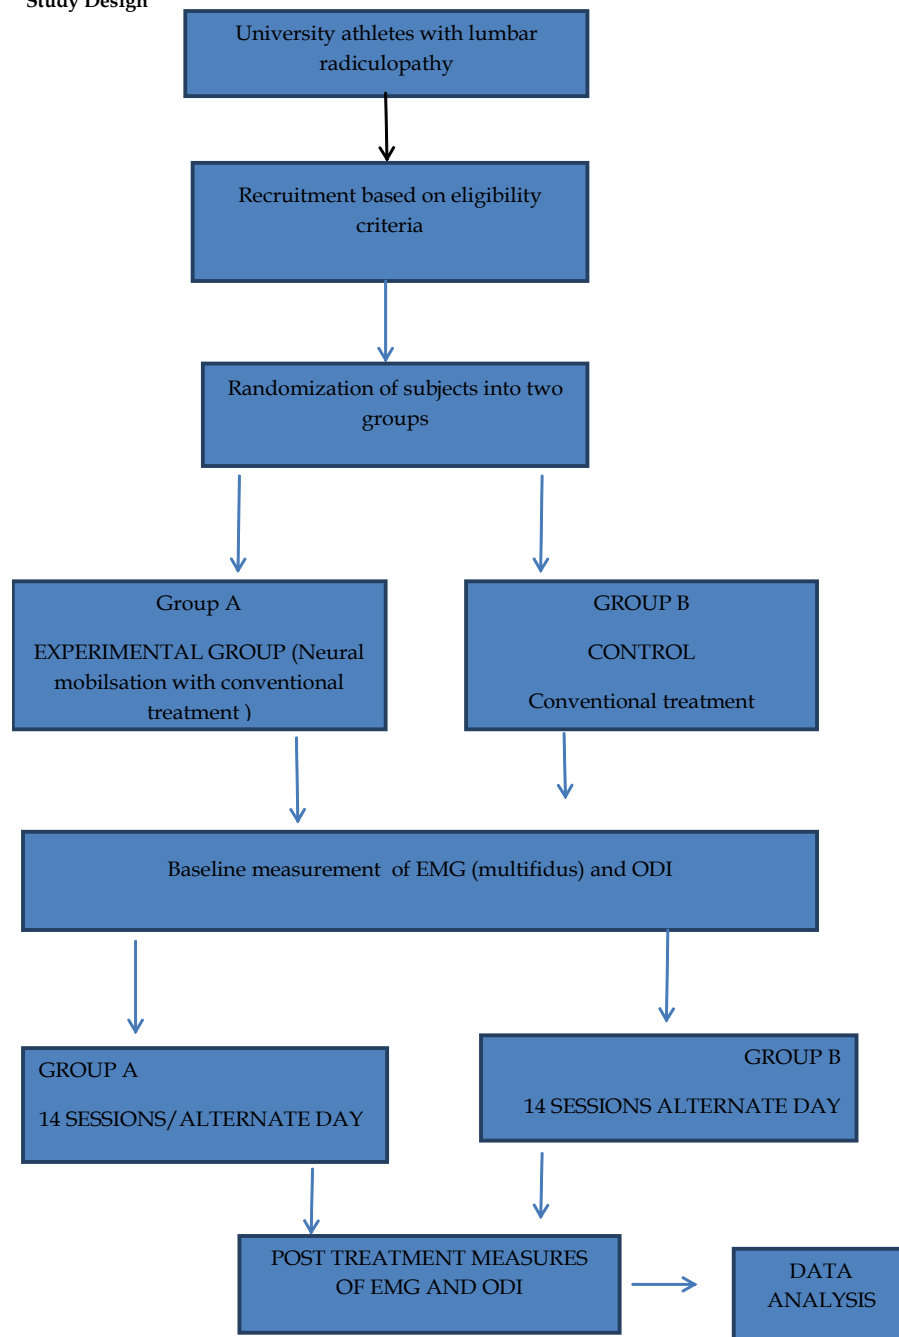 Study Design
University athletes with lumbar
radiculopathy
Recruitment based on eligibility
criteria
Randomization of subjects into two
groups
Group A
EXPERIMENTAL GROUP (Neural
mobilsation with conventional
treatment )
GROUP B
CONTROL
Conventional treatment
Baseline measurement of EMG (multifidus) and ODI
GROUP A
14 SESSIONS/ALTERNATE DAY
GROUP B
14 SESSIONS ALTERNATE DAY
POST TREATMENT MEASURES
OF EMG AND ODI
DATA
ANALYSIS